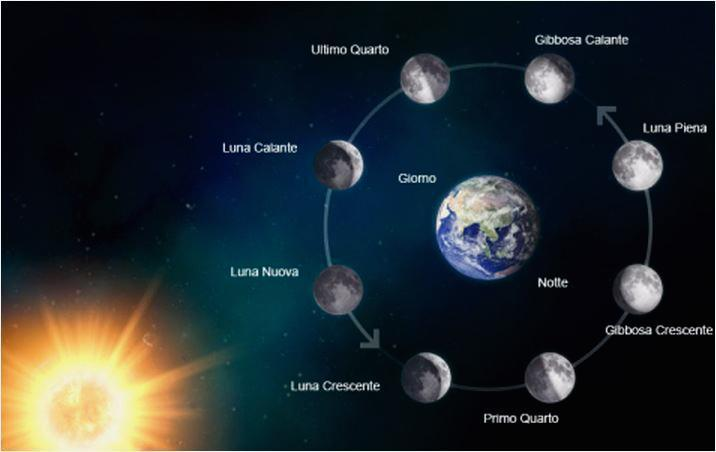 Gibbosa Calante
Ultimo Quarto
Luna Piena
Luna Calante
Giorno
Luna Nuova
Notte
Gibbosa Crescente
Luna Crescente
Primo Quarto